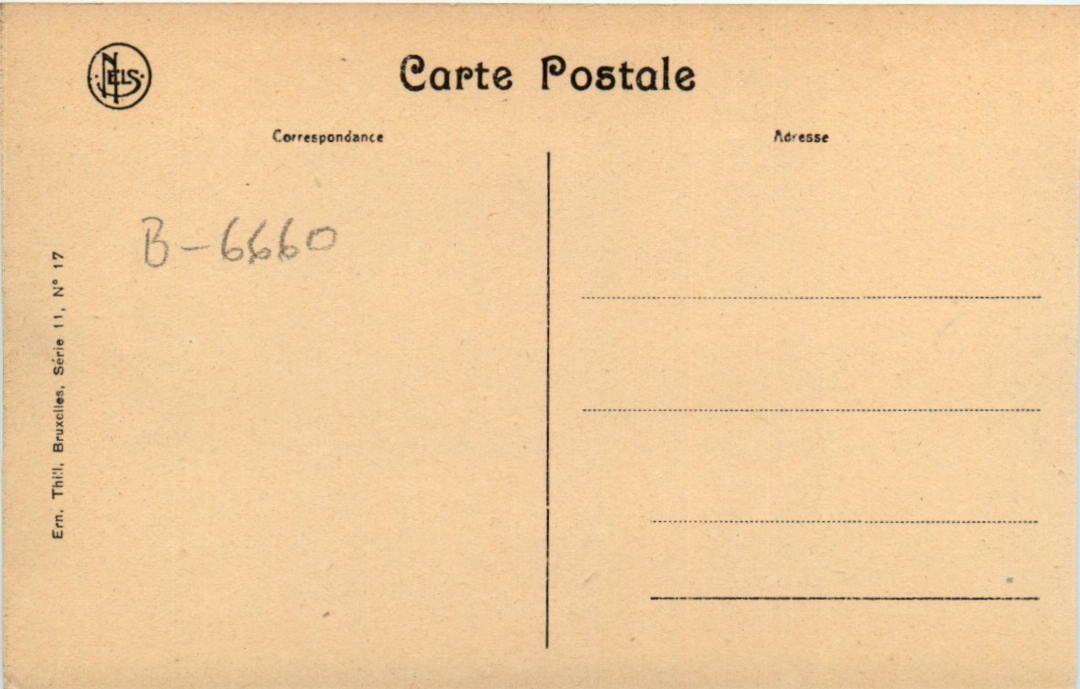 NELS
Carte Postale
Correspondance
Adresse
B-6660
Ern. Thill, Bruxelles, Série 11, N° 17